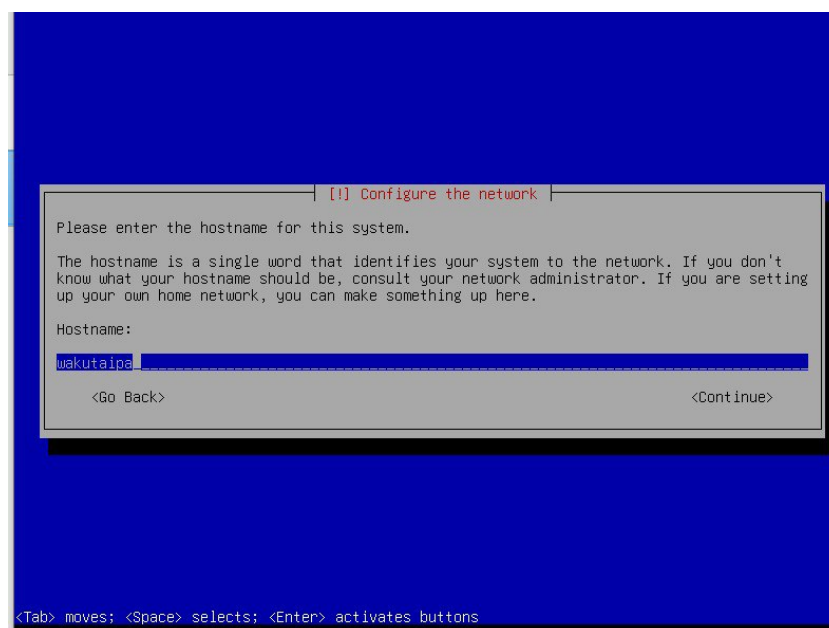 [!] Configure the network
Please enter the hostname for this system.
The hostname is a single word that identifies your system to the network. If you don't
know what your hostname should be, consult your network administrator. If you are setting
up your own home network, you can make something up here.
Hostname:
wakutaipa
<Go Back> <Continue>
<Tab> moves; <Space> selects; <Enter> activates buttons